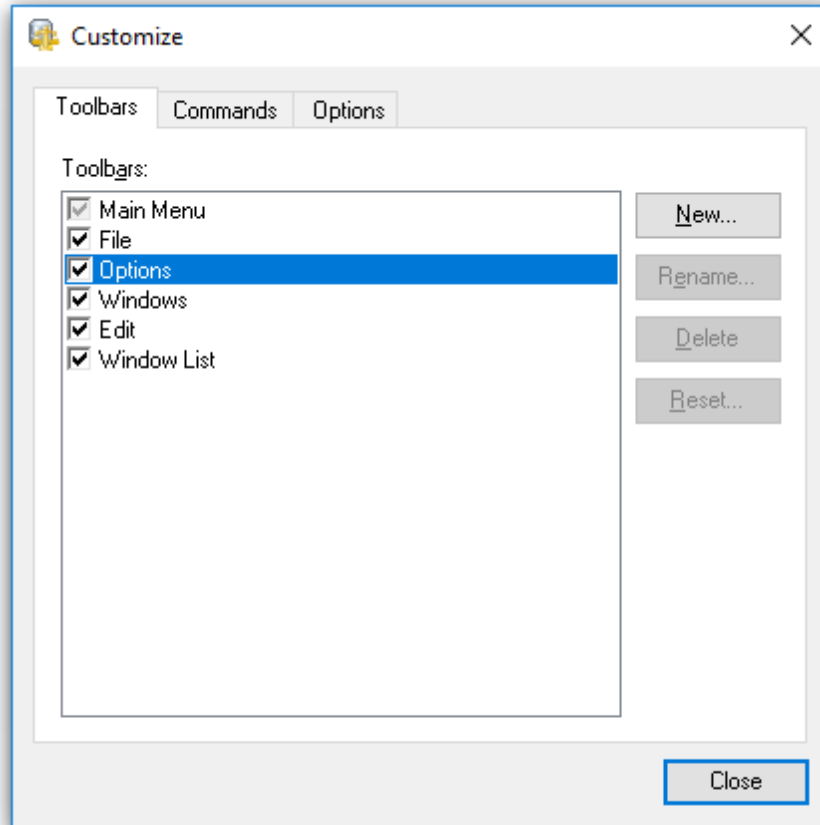 Customize
Toolbars Commands Options
Toolbars:
Main Menu
File
Options
Windows
Edit
Window List
New...
Rename...
Delete
Reset...
Close